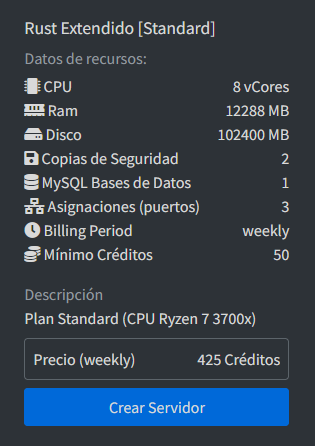 Rust Extendido [Standard]
Datos de recursos:
CPU 8 vCores
Ram 12288 MB
Disco 102400 MB
Copias de Seguridad 2
MySQL Bases de Datos 1
Asignaciones (puertos) 3
Billing Period weekly
Mínimo Créditos 50
Descripción
Plan Standard (CPU Ryzen 7 3700x)
Precio (weekly) 425 Créditos
Crear Servidor